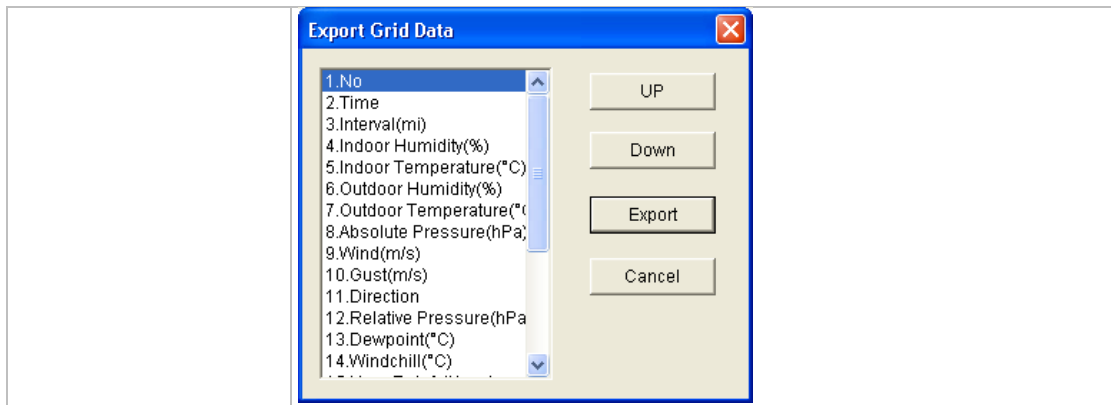 Export Grid Data
1.No
2.Time
3.Interval(mi)
4.Indoor Humidity(%)
5.Indoor Temperature(°C)
6.Outdoor Humidity(%)
7.Outdoor Temperature(°
8.Absolute Pressure(hPa)
9.Wind(m/s)
10.Gust(m/s)
11.Direction
12.Relative Pressure(hPa
13.Dewpoint(°C)
14.Windchill(°C)
UP
Down
Export
Cancel